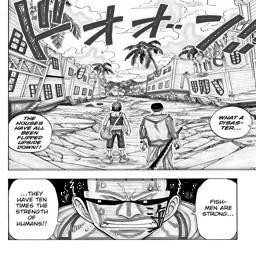 ドオオーン
WHAT A
DISAS-
TER...
THE
HOUSES
HAVE ALL
BEEN
FLIPPED
UPSIDE
DOWN!!
FISH-
MEN ARE
STRONG...
...THEY
HAVE TEN
TIMES THE
STRENGTH
OF
HUMANS!!